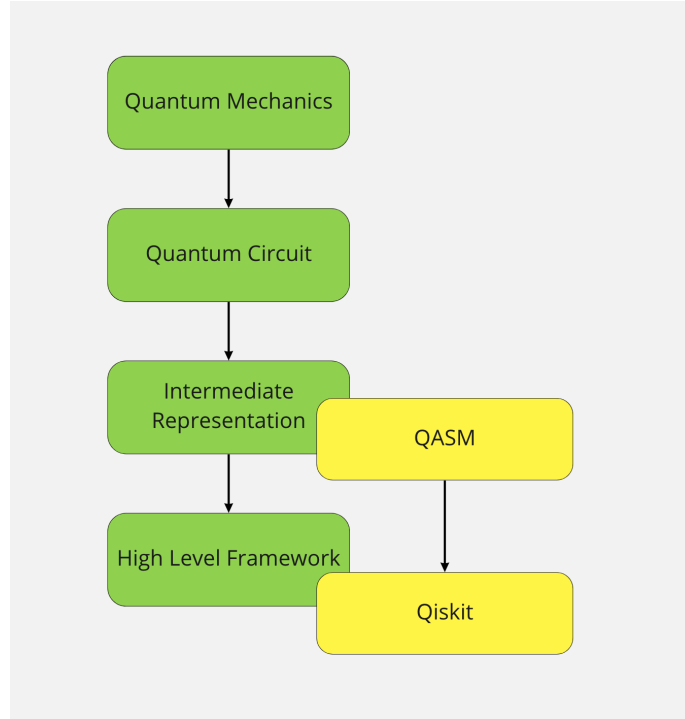 Quantum Mechanics
Quantum Circuit
Intermediate
Representation
QASM
High Level Framework
Qiskit